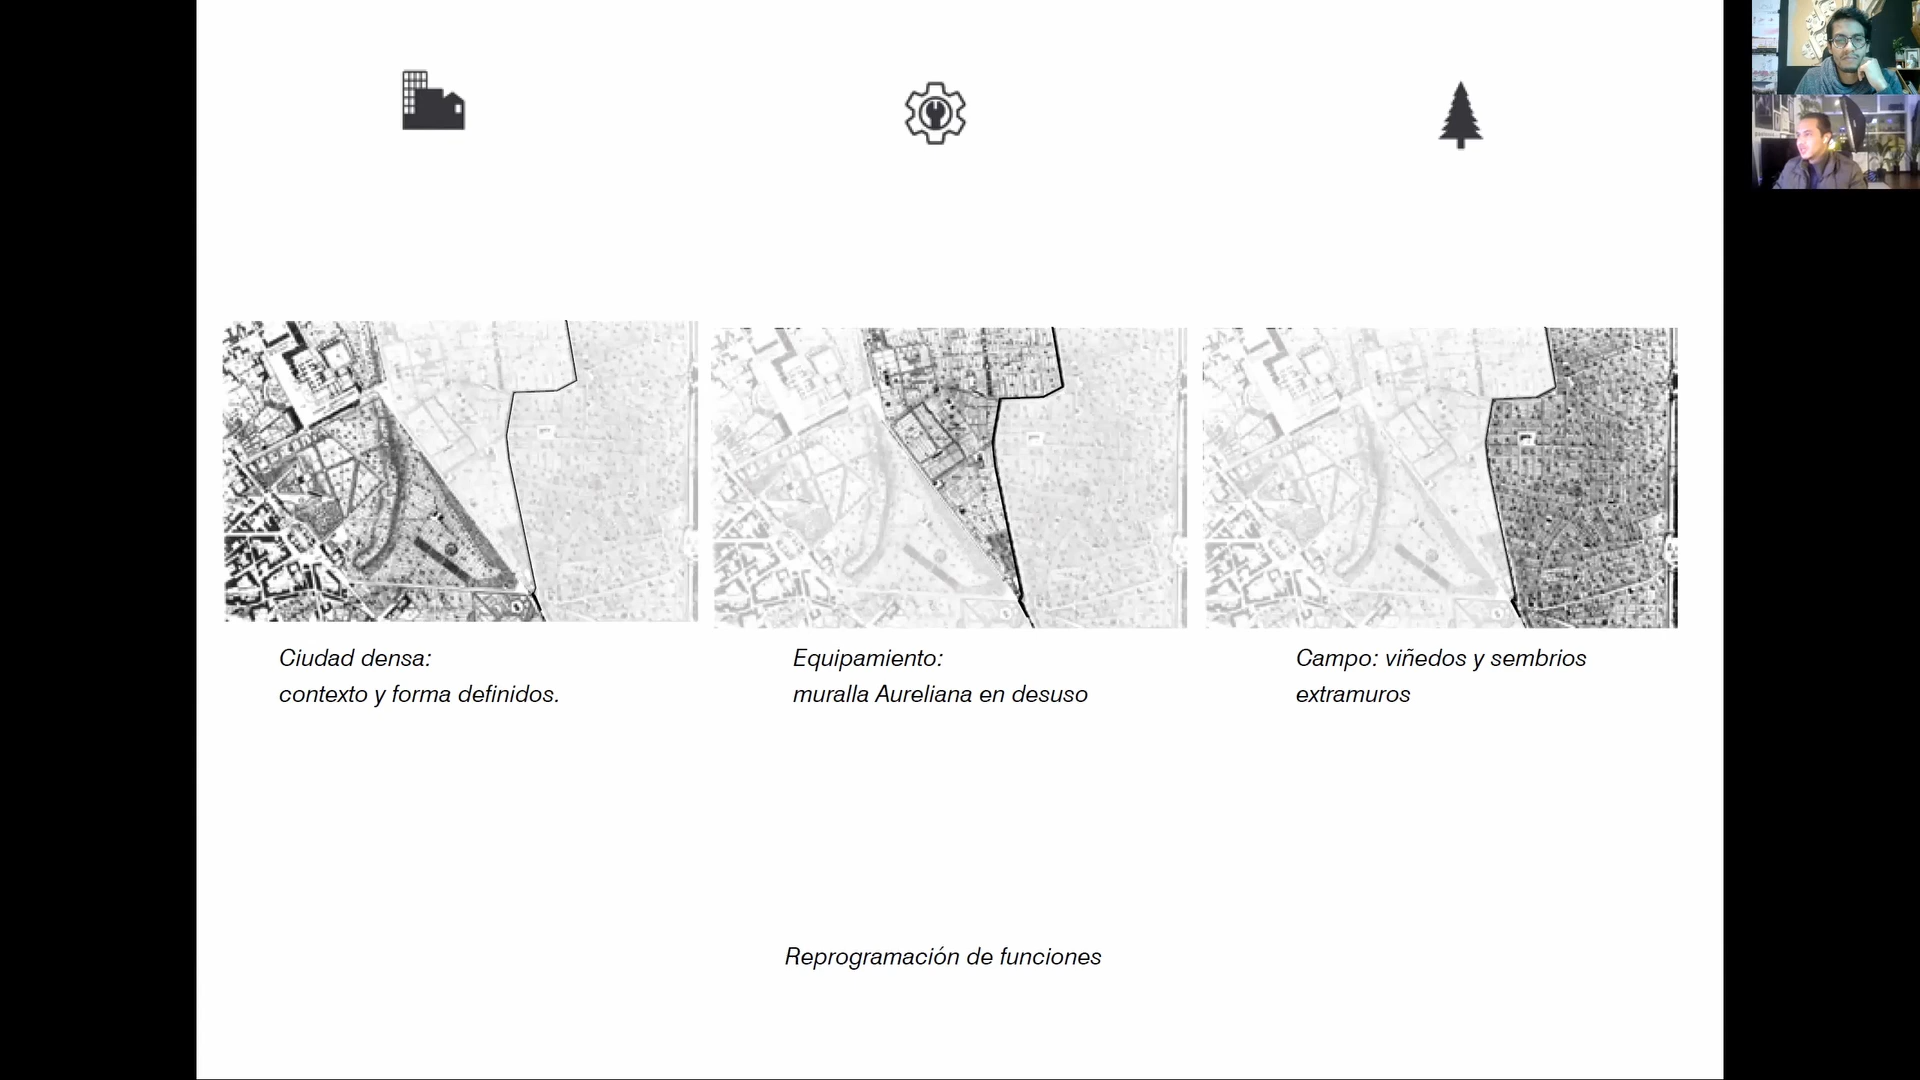 Ciudad densa:
contexto y forma definidos.
Equipamiento:
muralla Aureliana en desuso
Campo: viñedos y sembrios
extramuros
Reprogramación de funciones